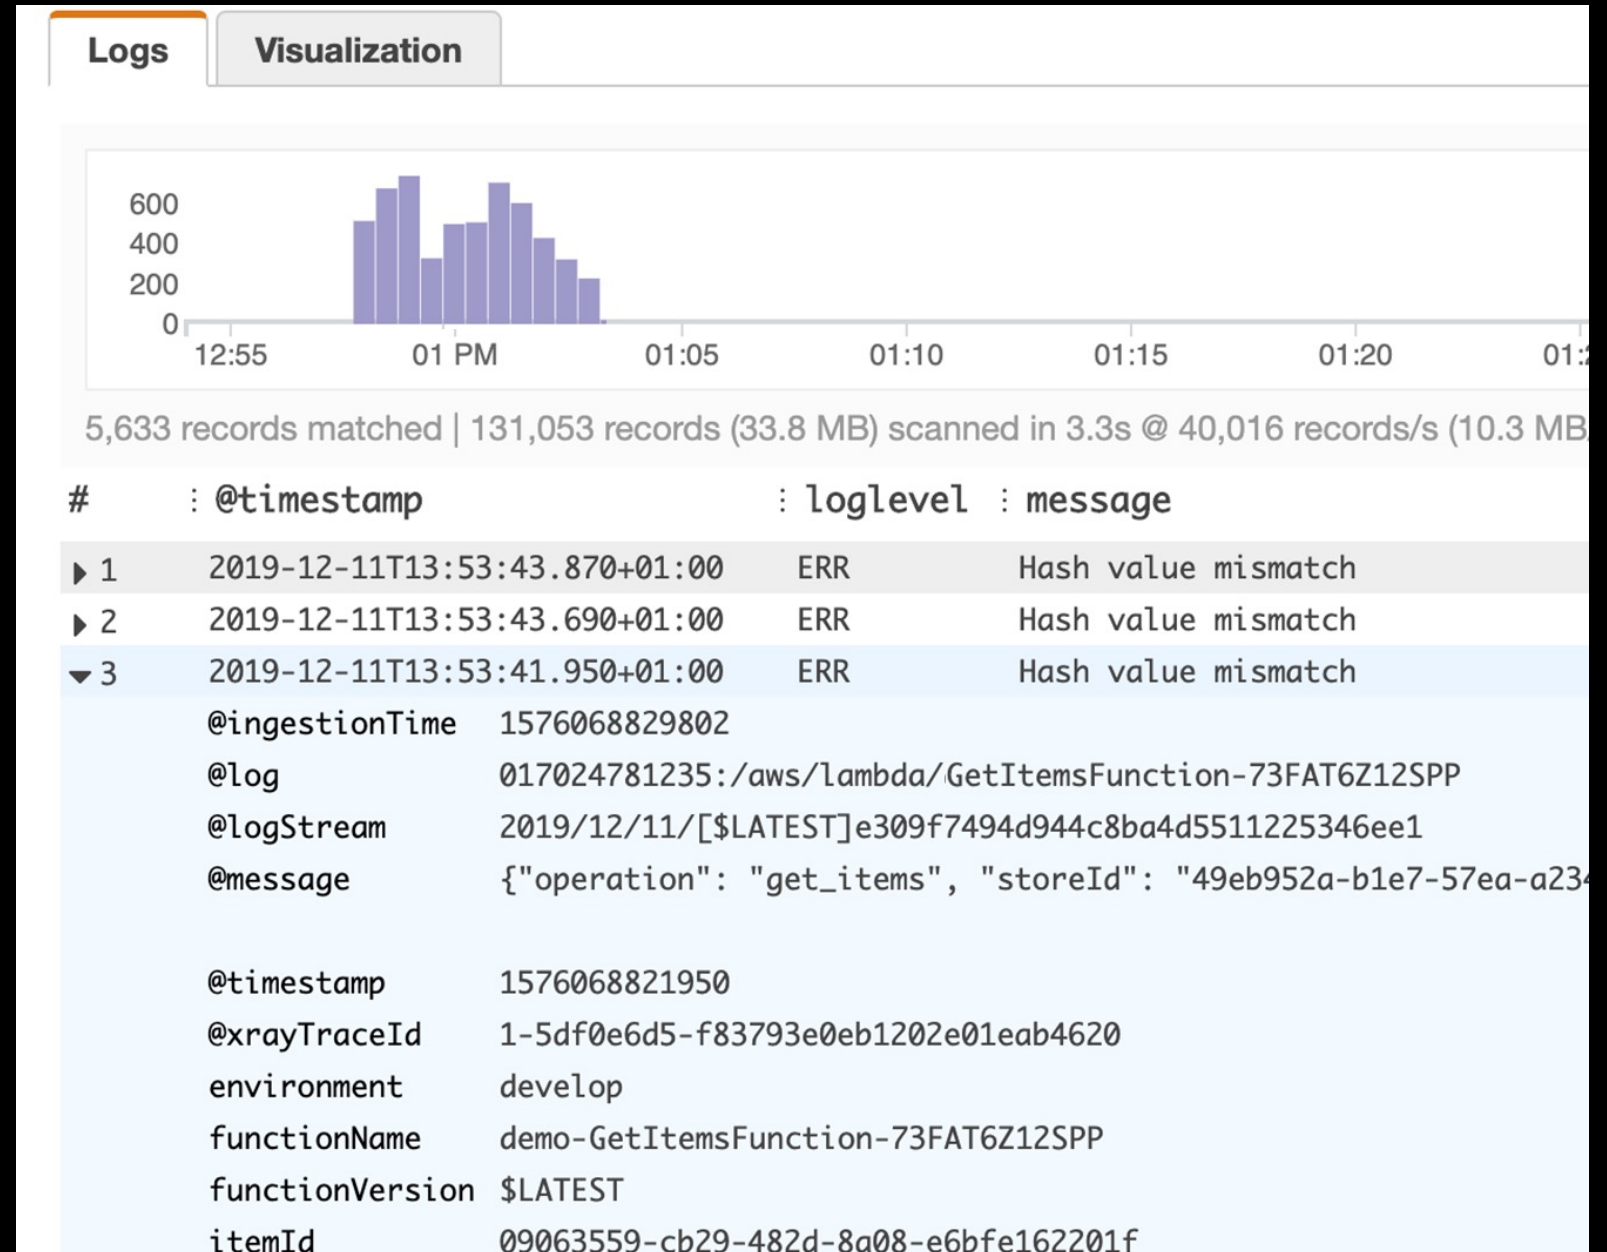 Logs Visualization
600
400
200
0
12:55 01 PM 01:05 01:10 01:15 01:20 01:2
5,633 records matched | 131,053 records (33.8 MB) scanned in 3.3s @ 40,016 records/s (10.3 MB
# @timestamp loglevel message
1 2019-12-11T13:53:43.870+01:00 ERR Hash value mismatch
2 2019-12-11T13:53:43.690+01:00 ERR Hash value mismatch
3 2019-12-11T13:53:41.950+01:00 ERR Hash value mismatch
@ingestionTime 1576068829802
@log 017024781235:/aws/lambda/GetItemsFunction-73FAT6Z12SPP
@logStream 2019/12/11/[$LATEST]e309f7494d944c8ba4d5511225346ee1
@message {"operation": "get_items", "storeId": "49eb952a-b1e7-57ea-a234
@timestamp 1576068821950
@xrayTraceId 1-5df0e6d5-f83793e0eb1202e01eab4620
environment develop
functionName demo-GetItemsFunction-73FAT6Z12SPP
functionVersion $LATEST
itemId 09063559-cb29-482d-8a08-e6bfe162201f